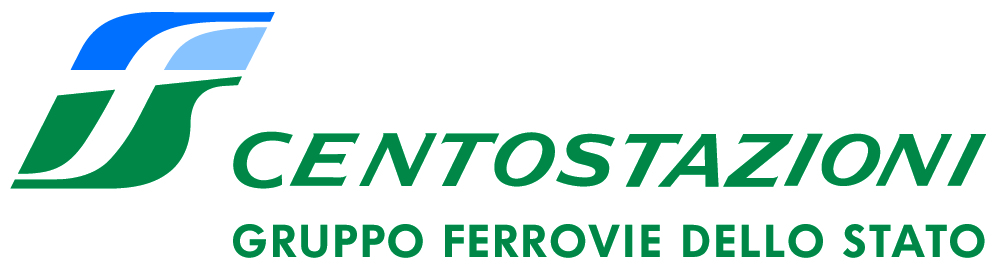 CENTOSTAZIONI
GRUPPO FERROVIE DELLO STATO